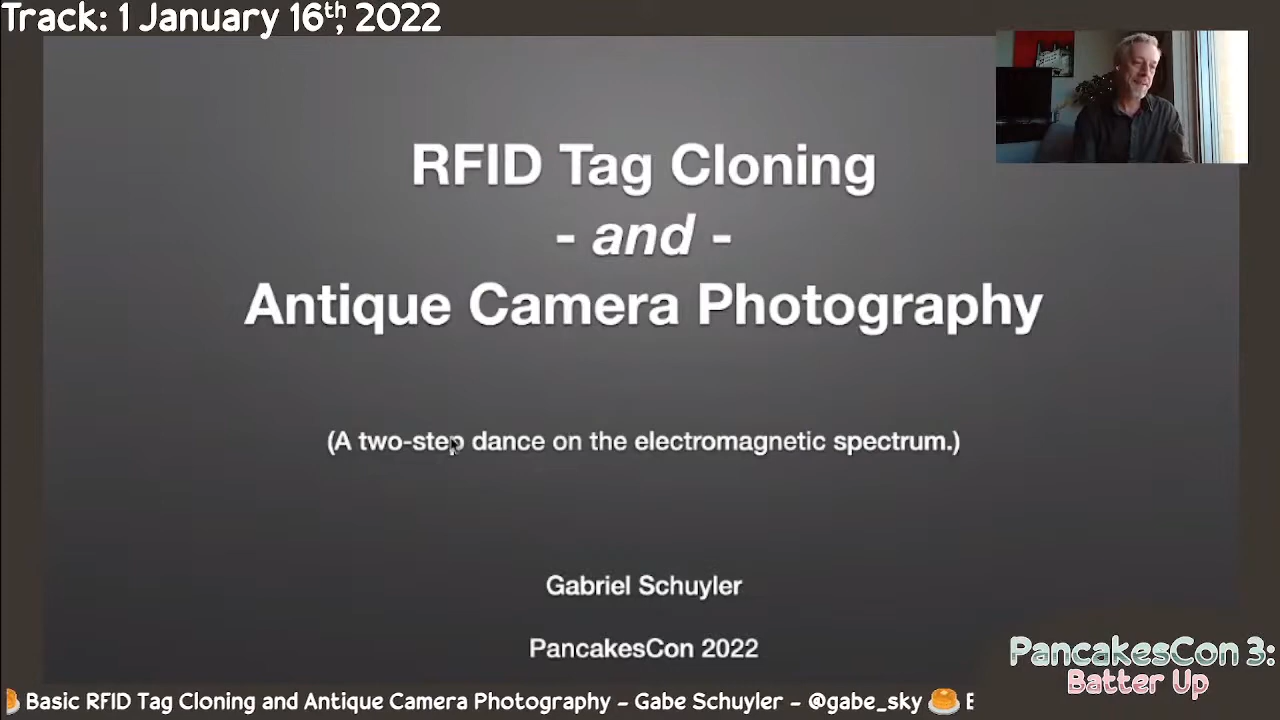 Track: 1 January 16th, 2022
RFID Tag Cloning
- and -
Antique Camera Photography
(A two-step dance on the electromagnetic spectrum.)
Gabriel Schuyler
PancakesCon 2022
PancakesCon 3:
Batter Up
Basic RFID Tag Cloning and Antique Camera Photography - Gabe Schuyler - @gabe_sky